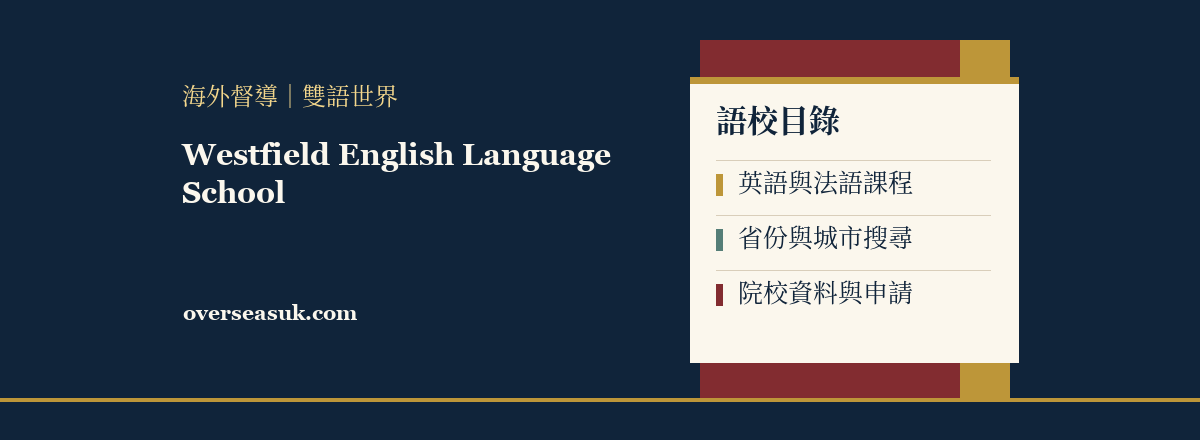 海外督導｜雙語世界
Westfield English Language
School
overseasuk.com
語校目錄
英語與法語課程
省份與城市搜尋
院校資料與申請